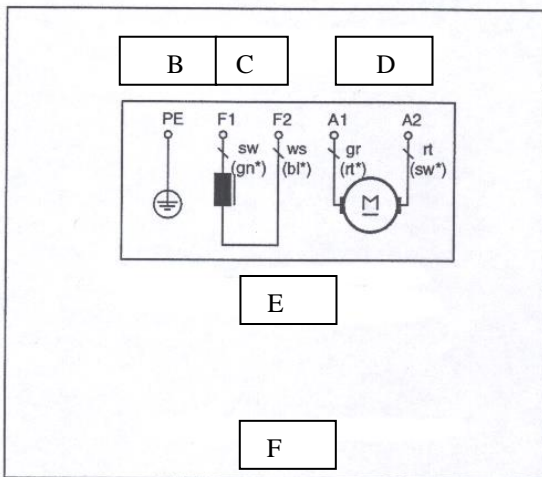 B C D
PE F1 F2 A1 A2
sw ws gr rt
(gn*) (bl*) (rt*) (sw*)
M
E
F